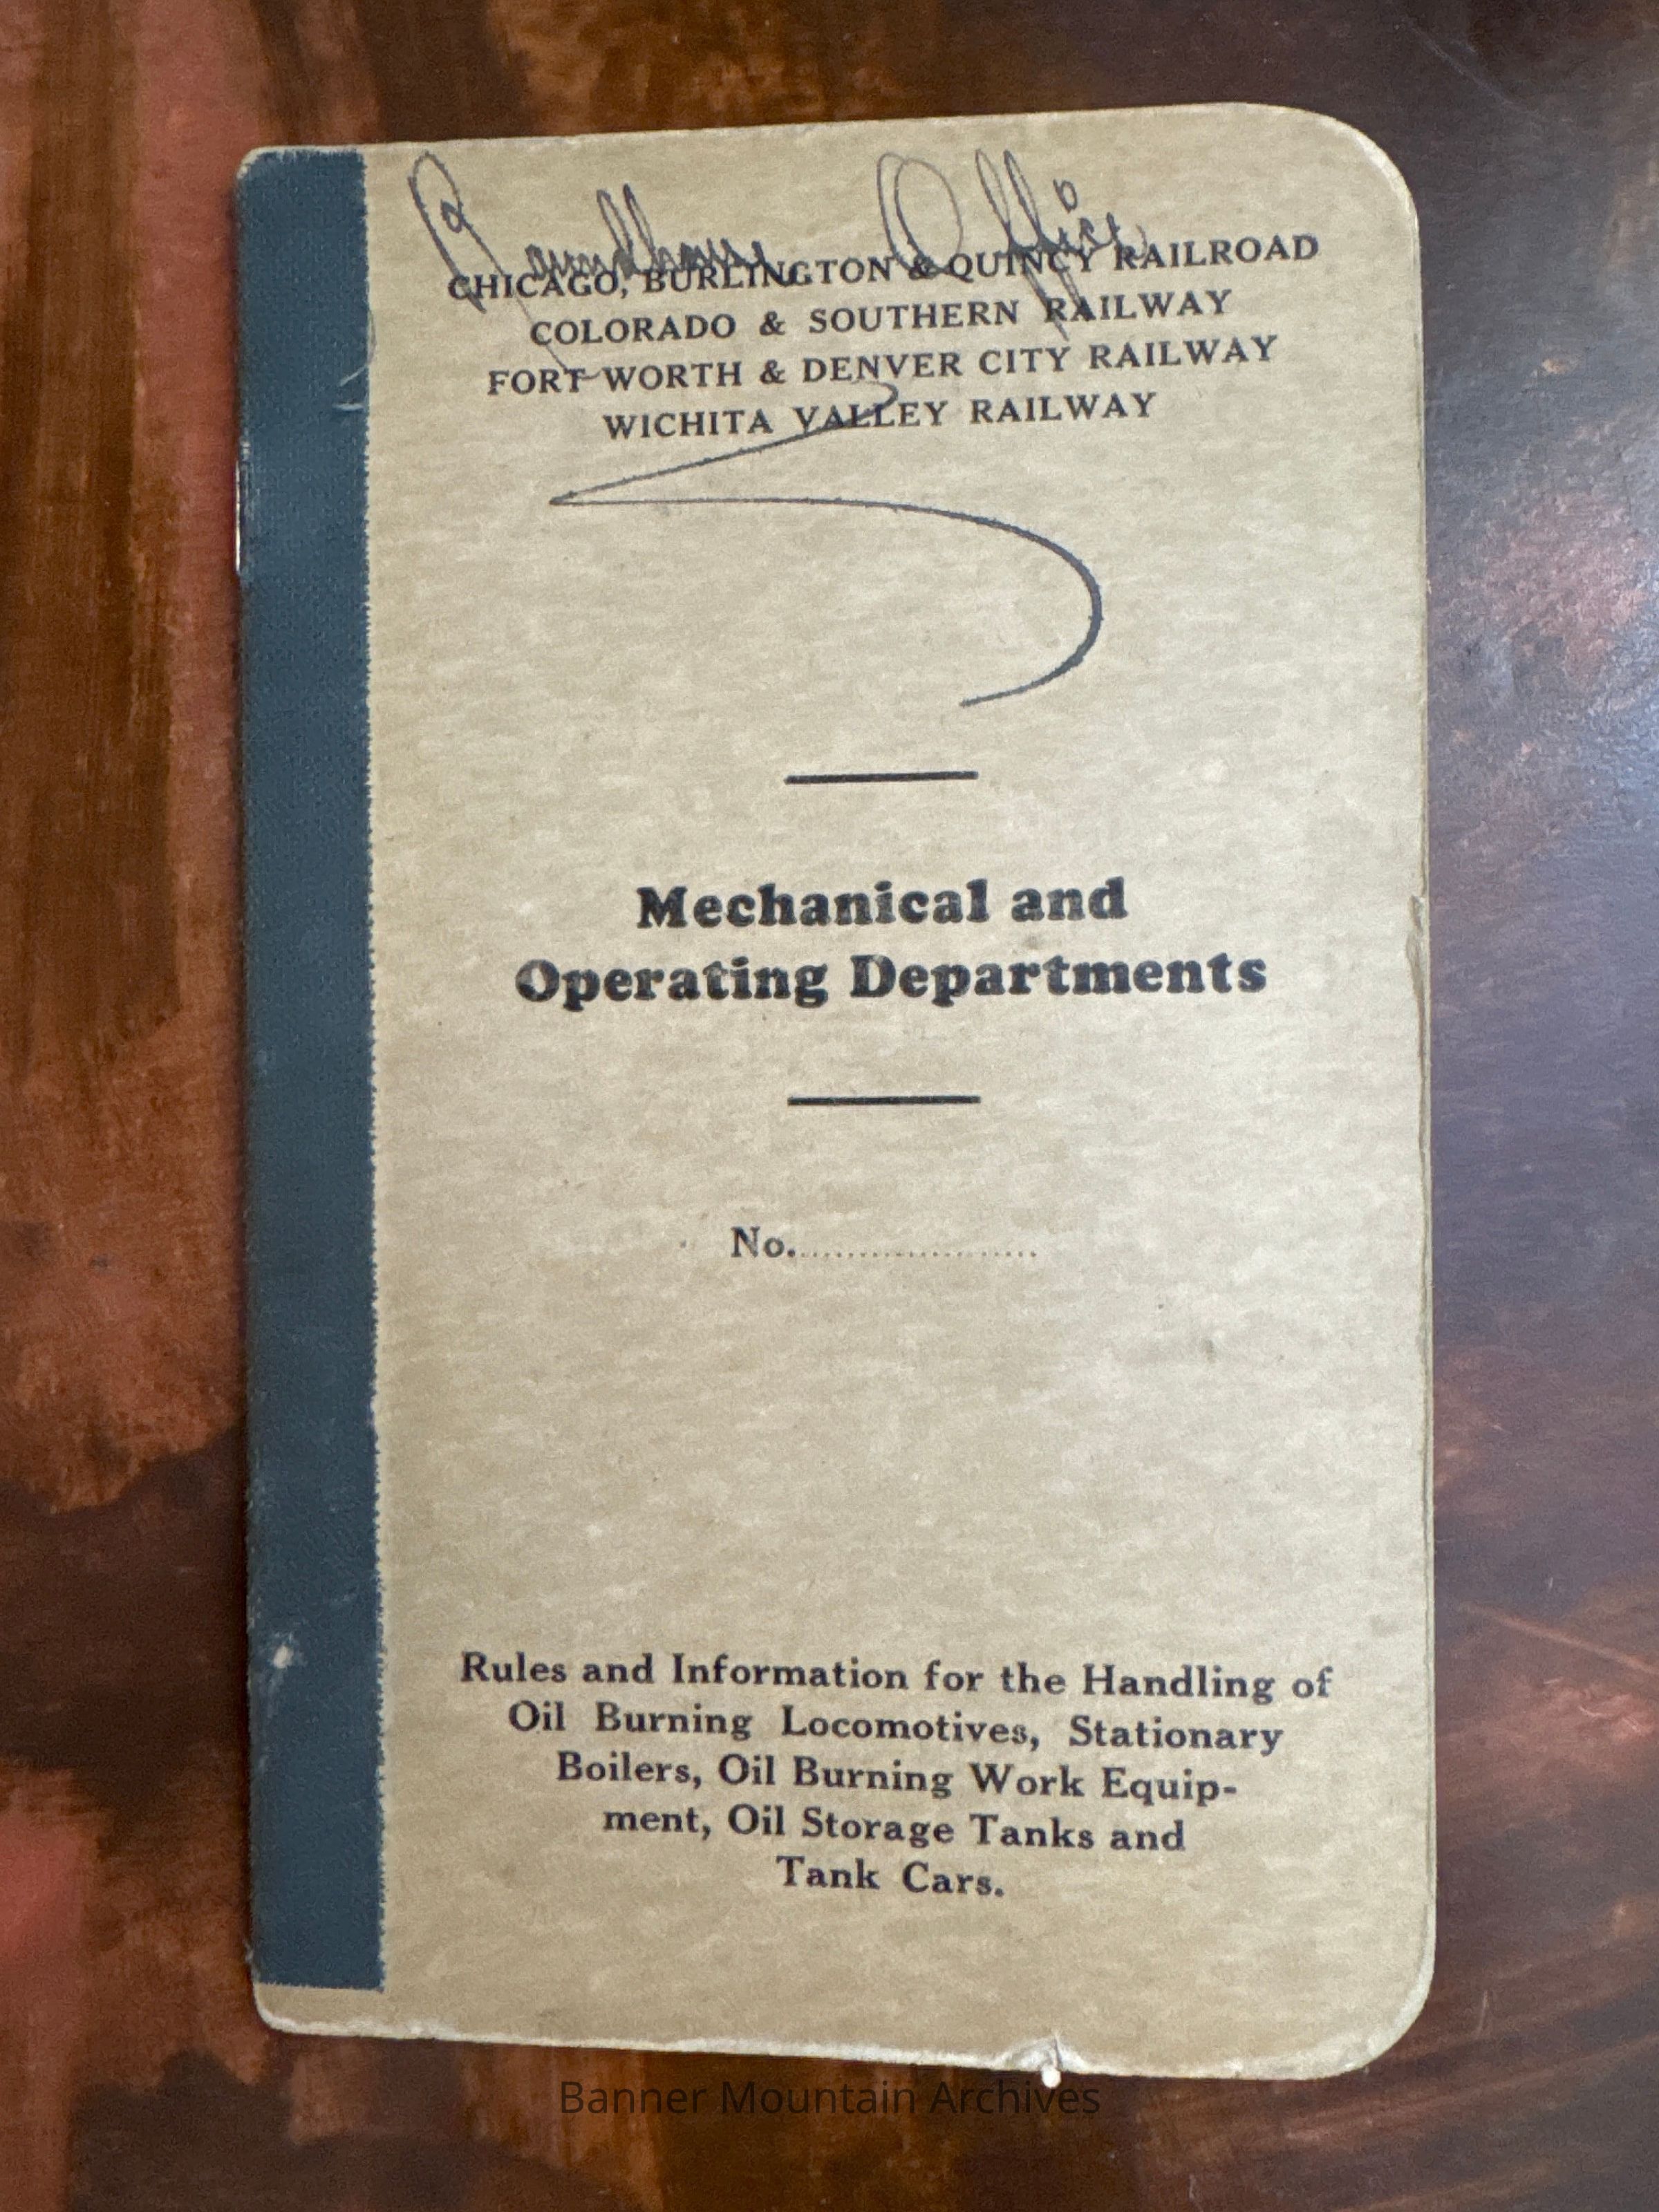 Roundhouse Office
CHICAGO, BURLINGTON & QUINCY RAILROAD
COLORADO & SOUTHERN RAILWAY
FORT WORTH & DENVER CITY RAILWAY
WICHITA VALLEY RAILWAY
Mechanical and
Operating Departments
No.....................
Rules and Information for the Handling of
Oil Burning Locomotives, Stationary
Boilers, Oil Burning Work Equip-
ment, Oil Storage Tanks and
Tank Cars.
Banner Mountain Archives